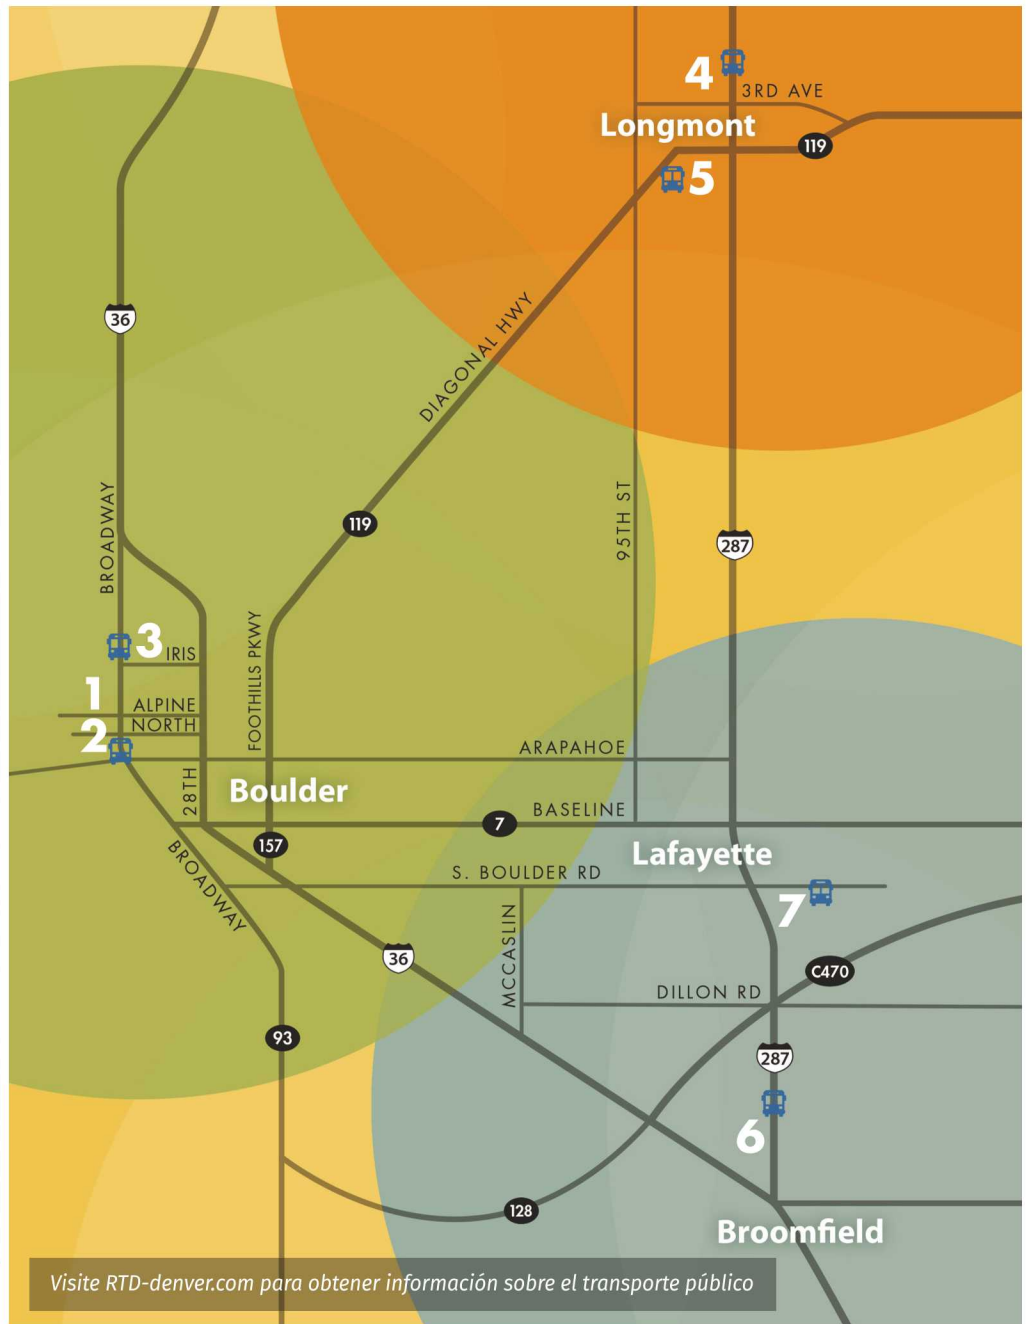 4
3RD AVE
Longmont
119
5
36
DIAGONAL HWY
119
95TH ST
287
BROADWAY
3
IRIS
FOOTHILLS PKWY
1
ALPINE
NORTH
2
28TH
ARAPAHOE
Boulder
BASELINE
7
157
Lafayette
BROADWAY
S. BOULDER RD
7
MCCASLIN
36
C470
DILLON RD
93
287
6
128
Broomfield
Visite RTD-denver.com para obtener información sobre el transporte público